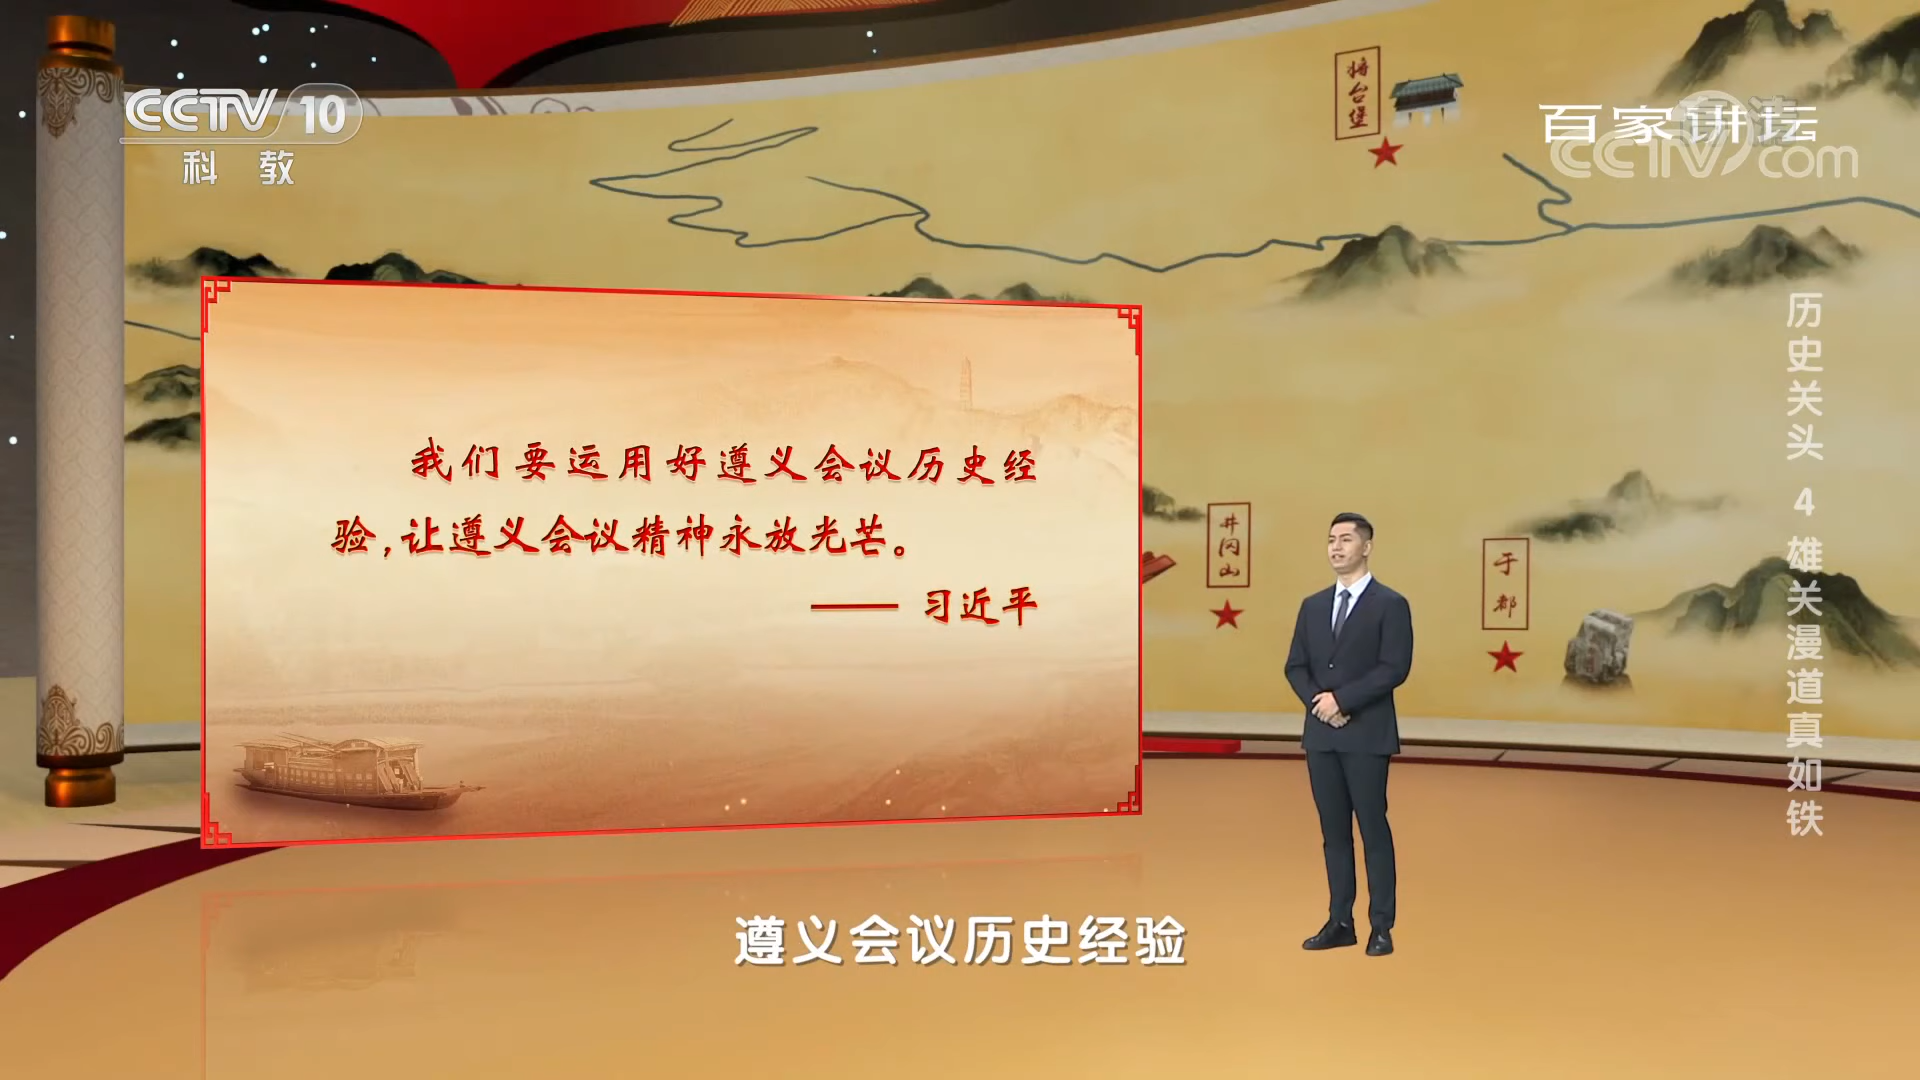 CCTV 10
科 教
将台堡
百家讲坛
CCTV com
我们要运用好遵义会议历史经
验,让遵义会议精神永放光芒。
—— 习近平
井冈山
于都
历史关头 4 雄关漫道真如铁
遵义会议历史经验